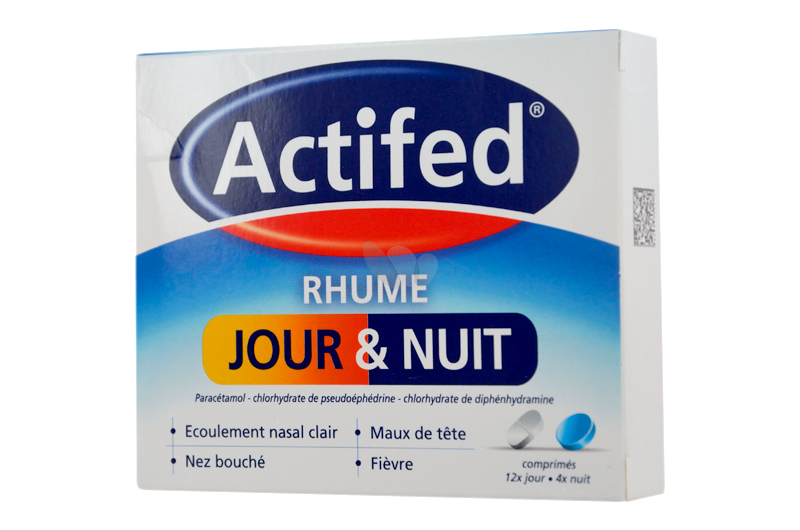 Actifed®
RHUME
JOUR & NUIT
Paracétamol - chlorhydrate de pseudoéphédrine - chlorhydrate de diphénhydramine
• Ecoulement nasal clair
• Nez bouché
• Maux de tête
• Fièvre
comprimés
12x jour • 4x nuit